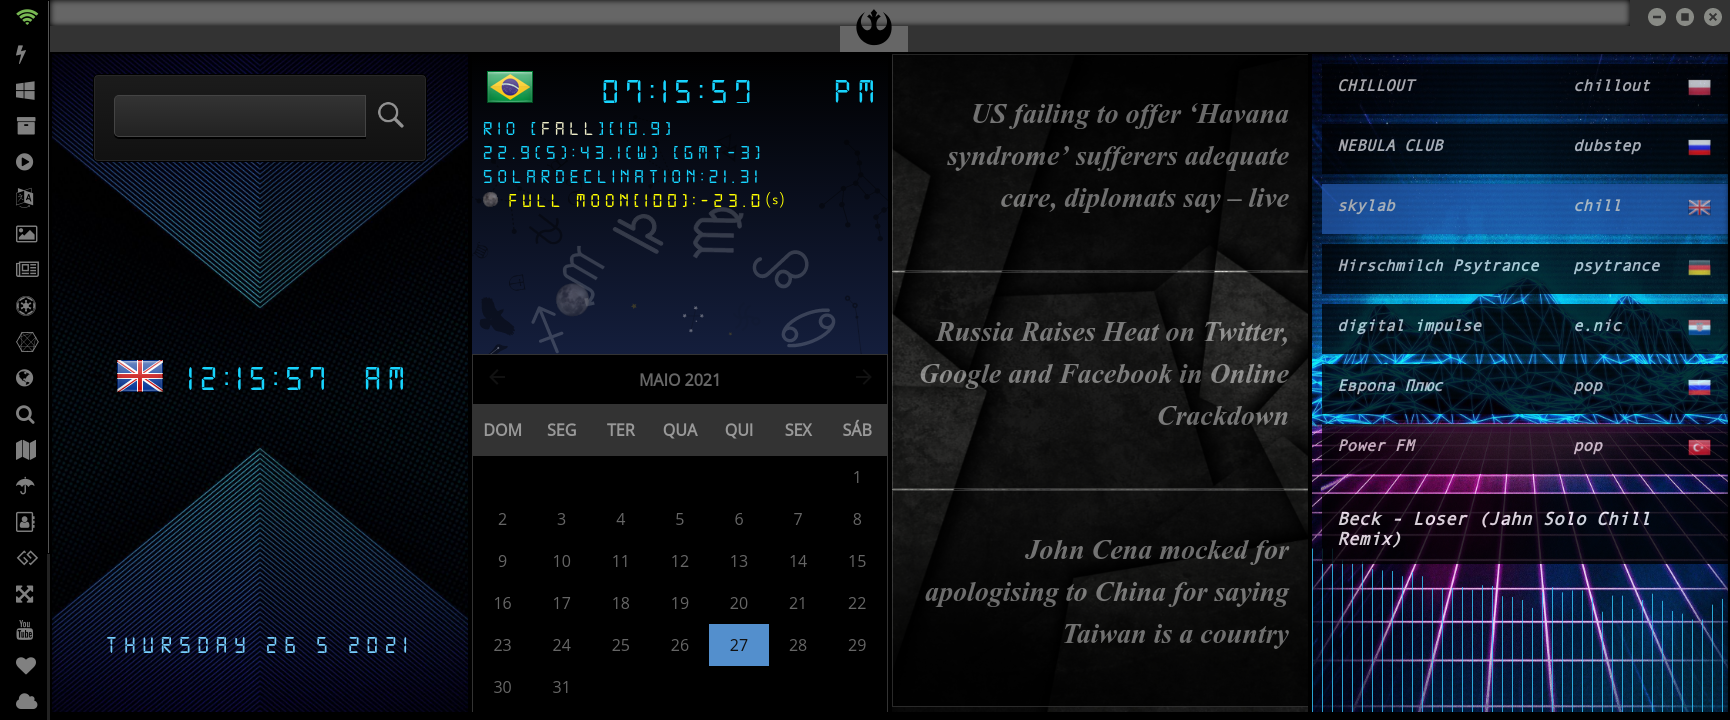 12:15:57 AM
THURSDAY 26 5 2021
07:15:57 PM
RIO [FALL][10.9]
22.9(S):43.1(W) [GMT-3]
SOLARDECLINATION:21.31
FULL MOON[100]:-23.0(s)
MAIO 2021
DOM SEG TER QUA QUI SEX SÁB
1
2 3 4 5 6 7 8
9 10 11 12 13 14 15
16 17 18 19 20 21 22
23 24 25 26 27 28 29
30 31
US failing to offer ‘Havana
syndrome’ sufferers adequate
care, diplomats say – live
Russia Raises Heat on Twitter,
Google and Facebook in Online
Crackdown
John Cena mocked for
apologising to China for saying
Taiwan is a country
CHILLOUT chillout
NEBULA CLUB dubstep
skylab chill
Hirschmilch Psytrance psytrance
digital impulse e.nic
Европа Плюс pop
Power FM pop
Beck - Loser (Jahn Solo Chill
Remix)
You
Tube